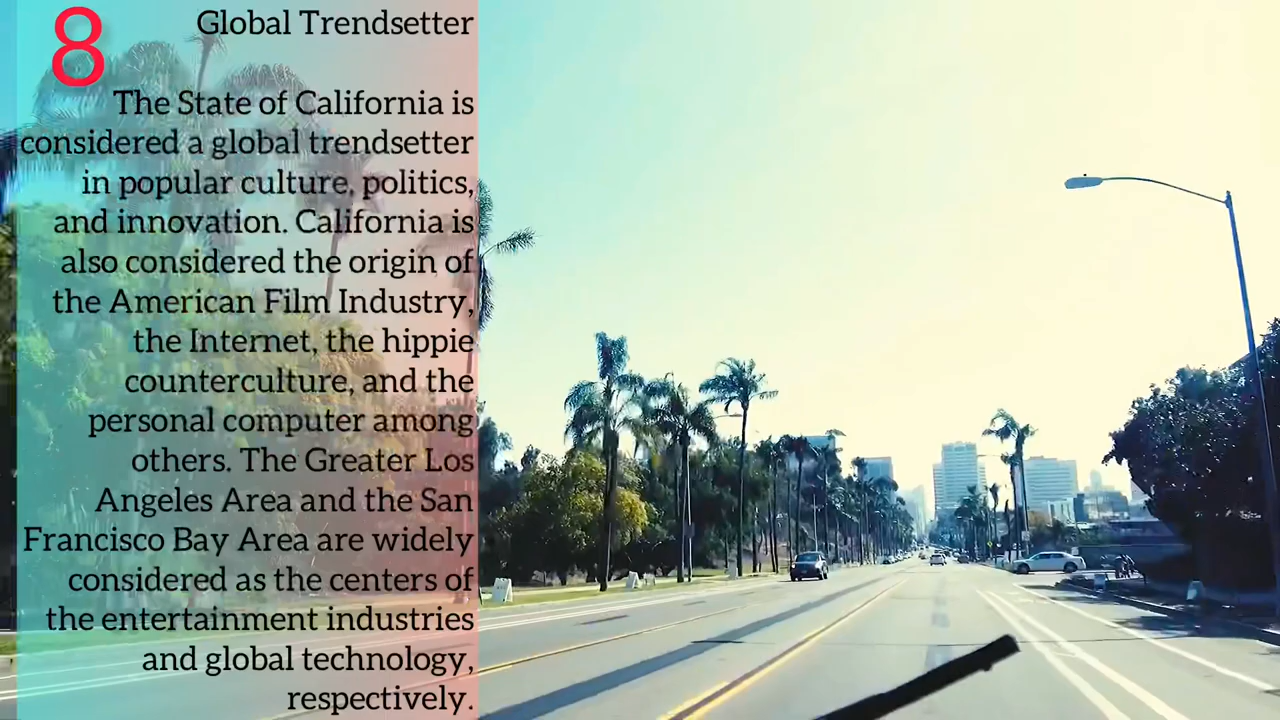 8
Global Trendsetter
The State of California is
considered a global trendsetter
in popular culture, politics,
and innovation. California is
also considered the origin of
the American Film Industry,
the Internet, the hippie
counterculture, and the
personal computer among
others. The Greater Los
Angeles Area and the San
Francisco Bay Area are widely
considered as the centers of
the entertainment industries
and global technology,
respectively.